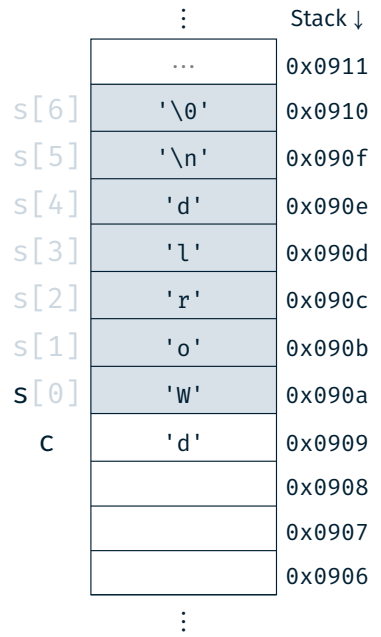 ⋮ Stack ↓
... 0x0911
s[6] '\0' 0x0910
s[5] '\n' 0x090f
s[4] 'd' 0x090e
s[3] 'l' 0x090d
s[2] 'r' 0x090c
s[1] 'o' 0x090b
s[0] 'W' 0x090a
c 'd' 0x0909
0x0908
0x0907
0x0906
⋮